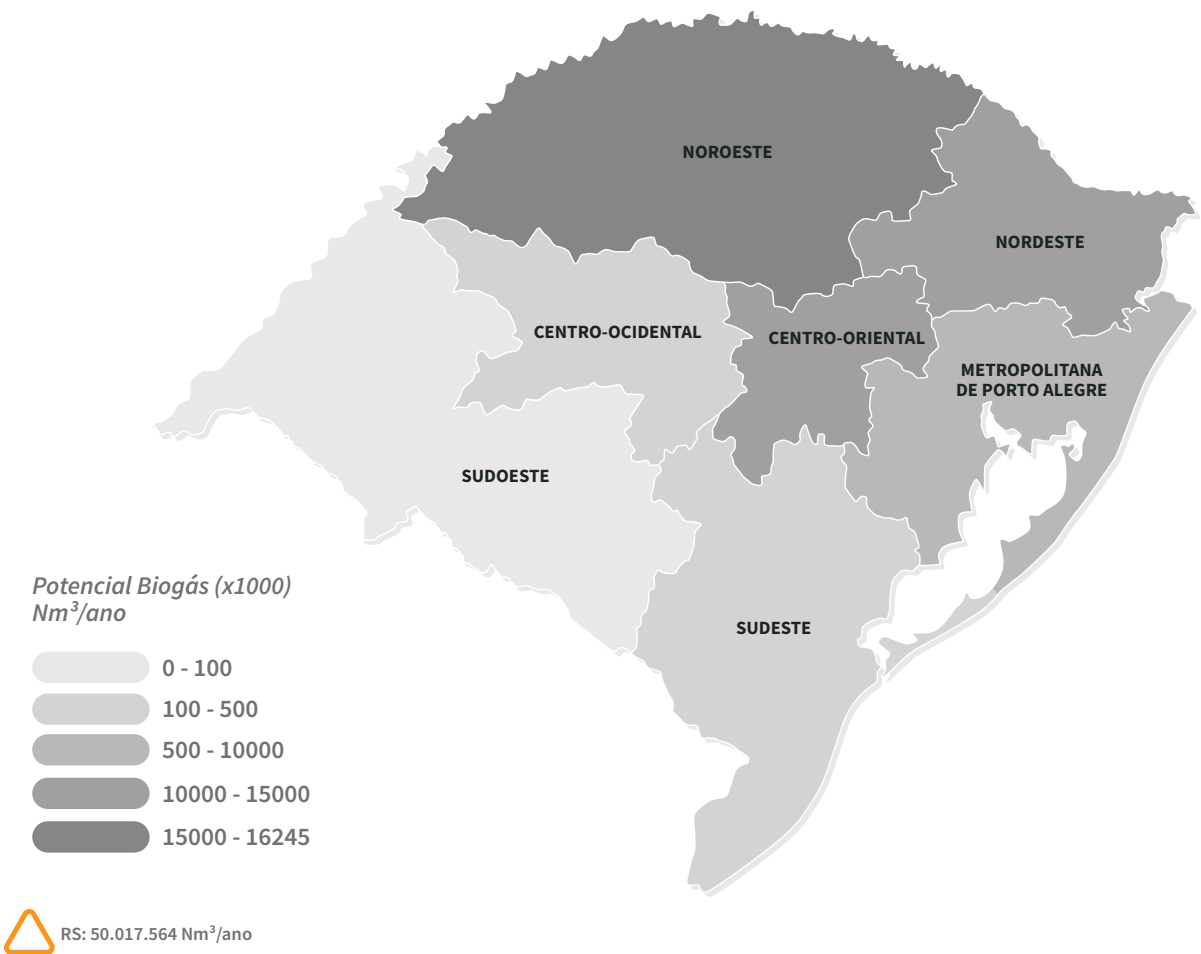 NOROESTE
NORDESTE
CENTRO-OCIDENTAL
CENTRO-ORIENTAL
METROPOLITANA
DE PORTO ALEGRE
SUDOESTE
SUDESTE
Potencial Biogás (x1000)
Nm³/ano
0 - 100
100 - 500
500 - 10000
10000 - 15000
15000 - 16245
RS: 50.017.564 Nm³/ano